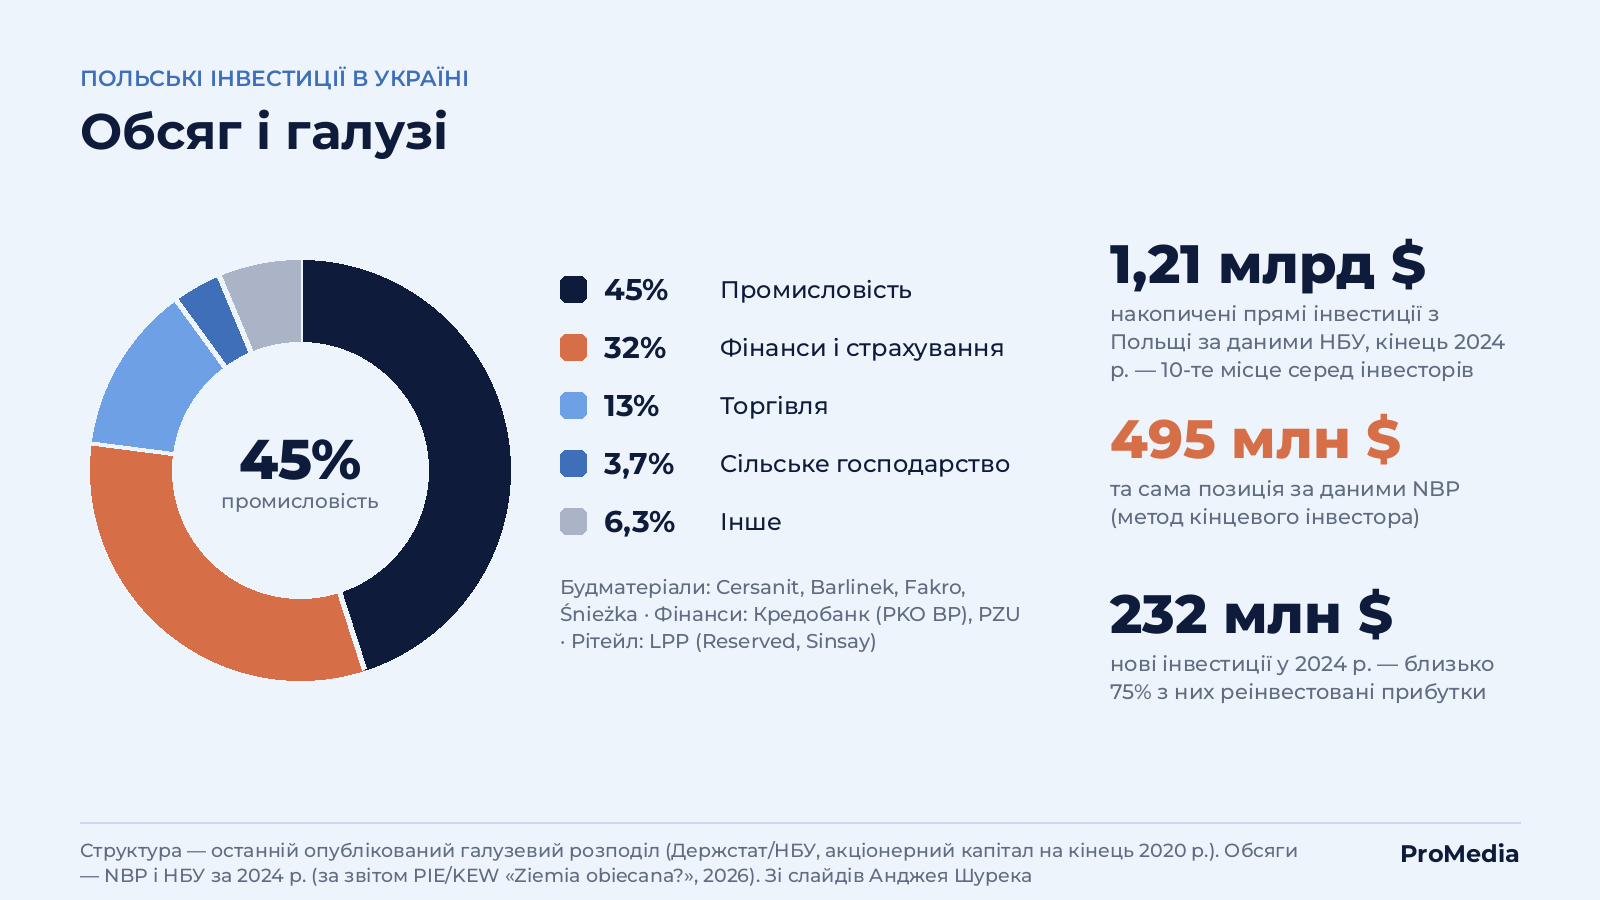 ПОЛЬСЬКІ ІНВЕСТИЦІЇ В УКРАЇНІ
Обсяг і галузі
45%
промисловість
45% Промисловість
32% Фінанси і страхування
13% Торгівля
3,7% Сільське господарство
6,3% Інше
Будматеріали: Cersanit, Barlinek, Fakro,
Śnieżka · Фінанси: Кредобанк (PKO BP), PZU
· Рітейл: LPP (Reserved, Sinsay)
1,21 млрд $
накопичені прямі інвестиції з
Польщі за даними НБУ, кінець 2024
р. — 10-те місце серед інвесторів
495 млн $
та сама позиція за даними NBP
(метод кінцевого інвестора)
232 млн $
нові інвестиції у 2024 р. — близько
75% з них реінвестовані прибутки
Структура — останній опублікований галузевий розподіл (Держстат/НБУ, акціонерний капітал на кінець 2020 р.). Обсяги
— NBP і НБУ за 2024 р. (за звітом PIE/KEW «Ziemia obiecana?», 2026). Зі слайдів Анджея Шурека
ProMedia